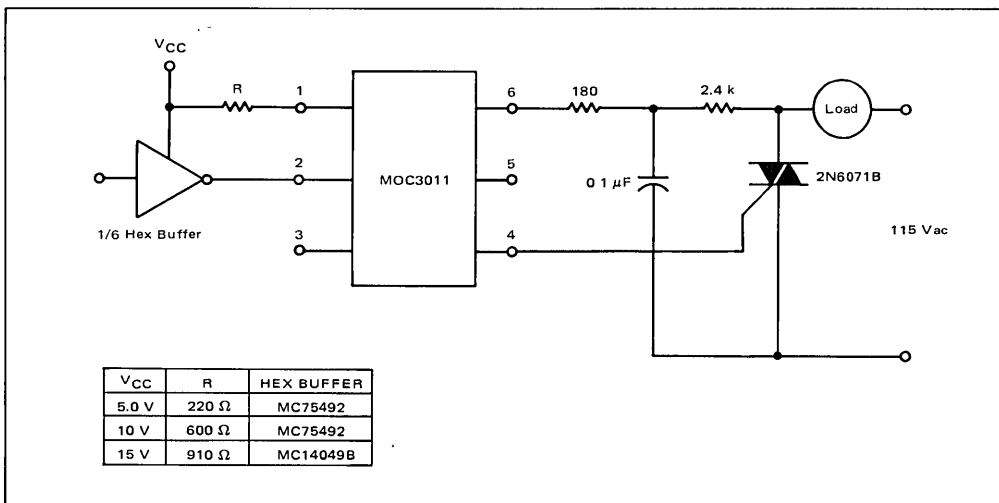 VCC
R
1
6
180
2.4 k
Load
2
MOC3011
5
0 1 μF
2N6071B
1/6 Hex Buffer
3
4
115 Vac
VCC R HEX BUFFER
5.0 V 220 Ω MC75492
10 V 600 Ω MC75492
15 V 910 Ω MC14049B